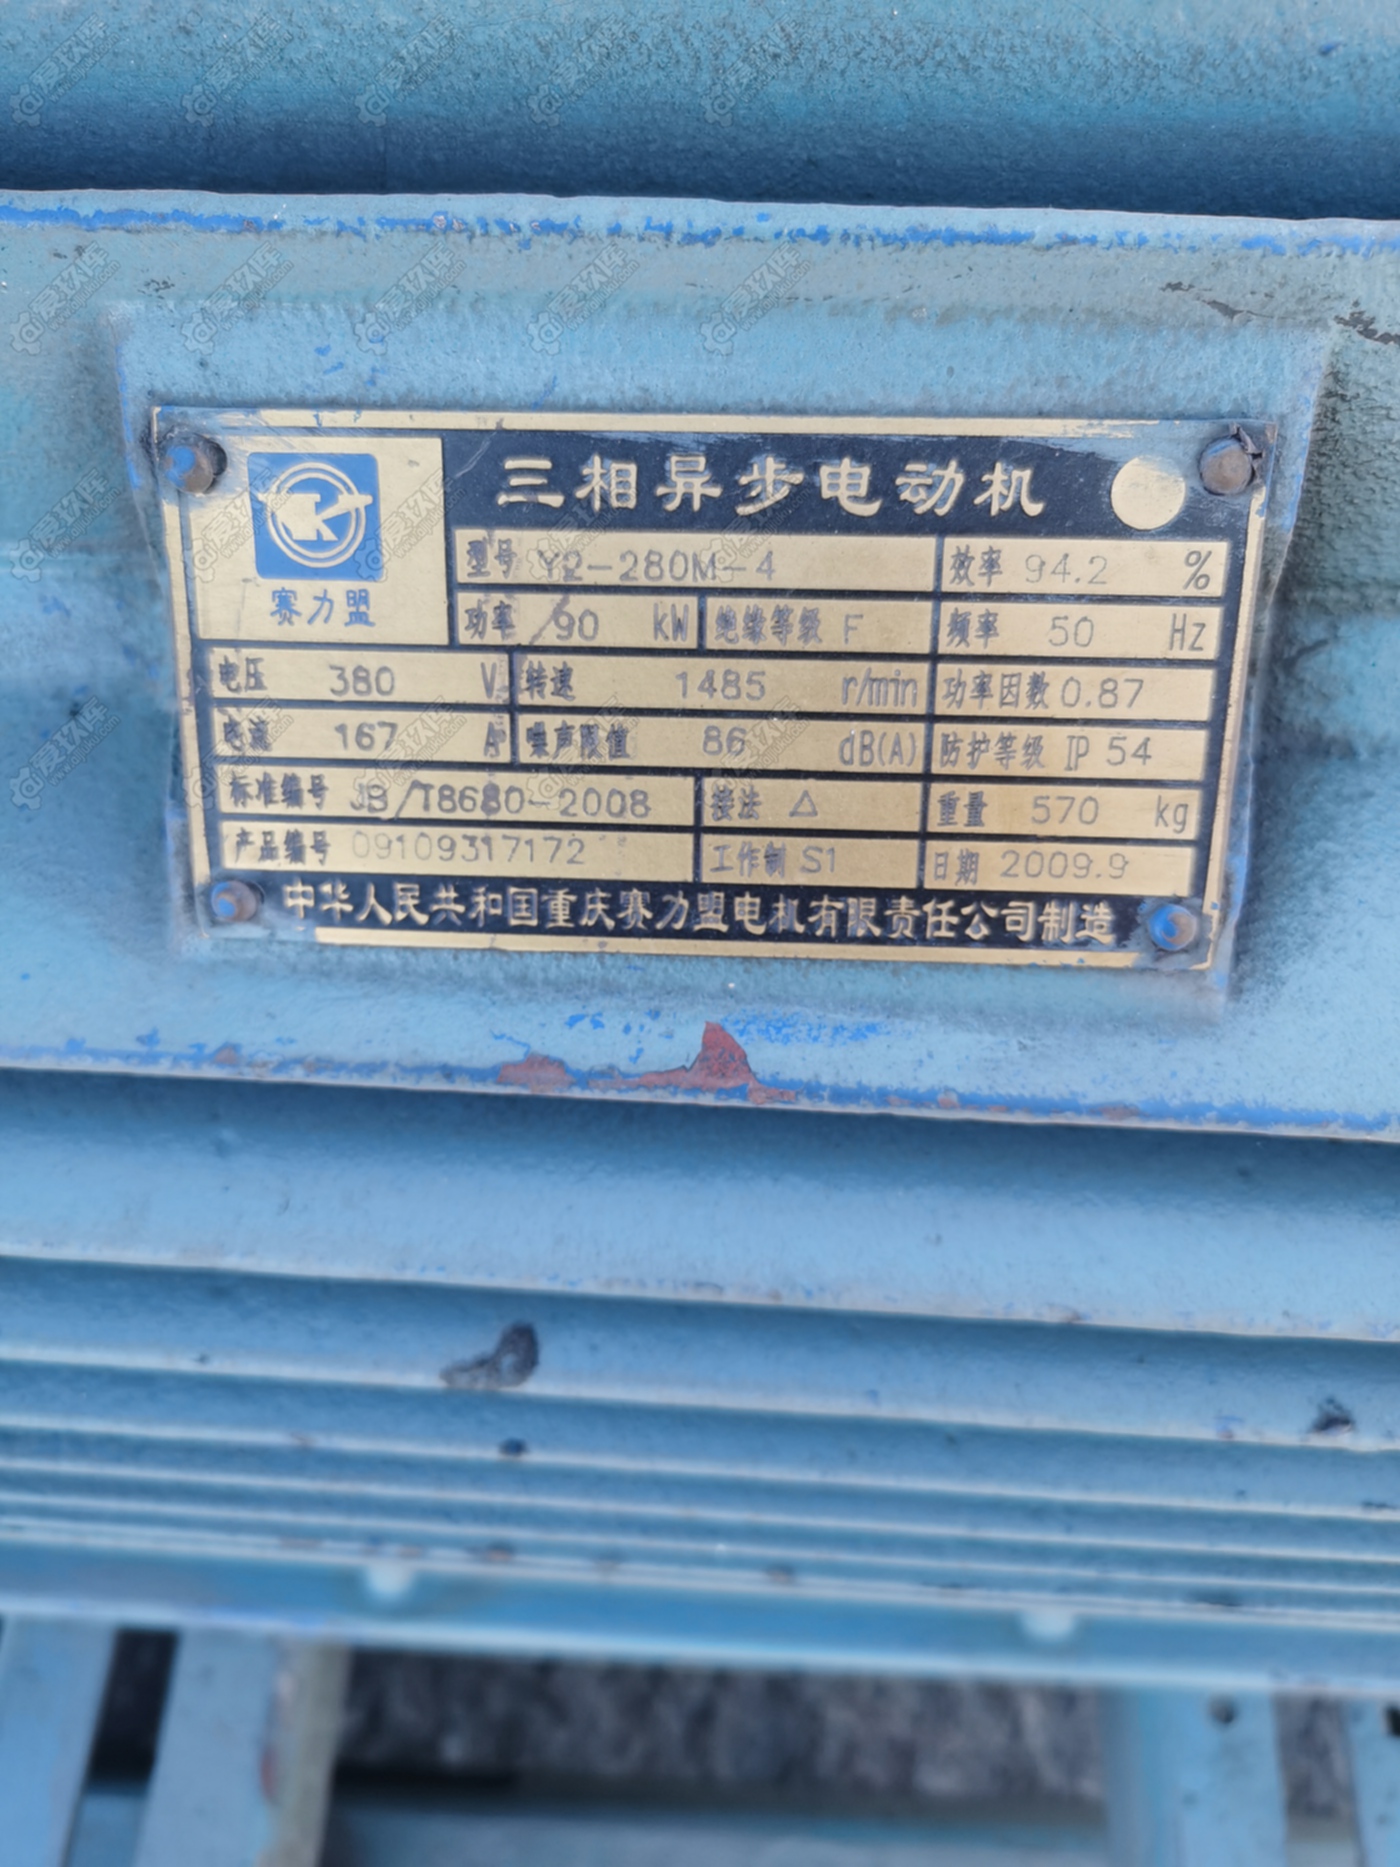 三相异步电动机
赛力盟
型号 Y2-280M-4 效率 94.2 %
功率 90 kW 绝缘等级 F 频率 50 Hz
电压 380 V 转速 1485 r/min 功率因数 0.87
电流 167 A 噪声限值 86 dB(A) 防护等级 IP 54
标准编号 JB/T8680-2008 接法 △ 重量 570 kg
产品编号 09109317172 工作制 S1 日期 2009.9
中华人民共和国重庆赛力盟电机有限责任公司制造